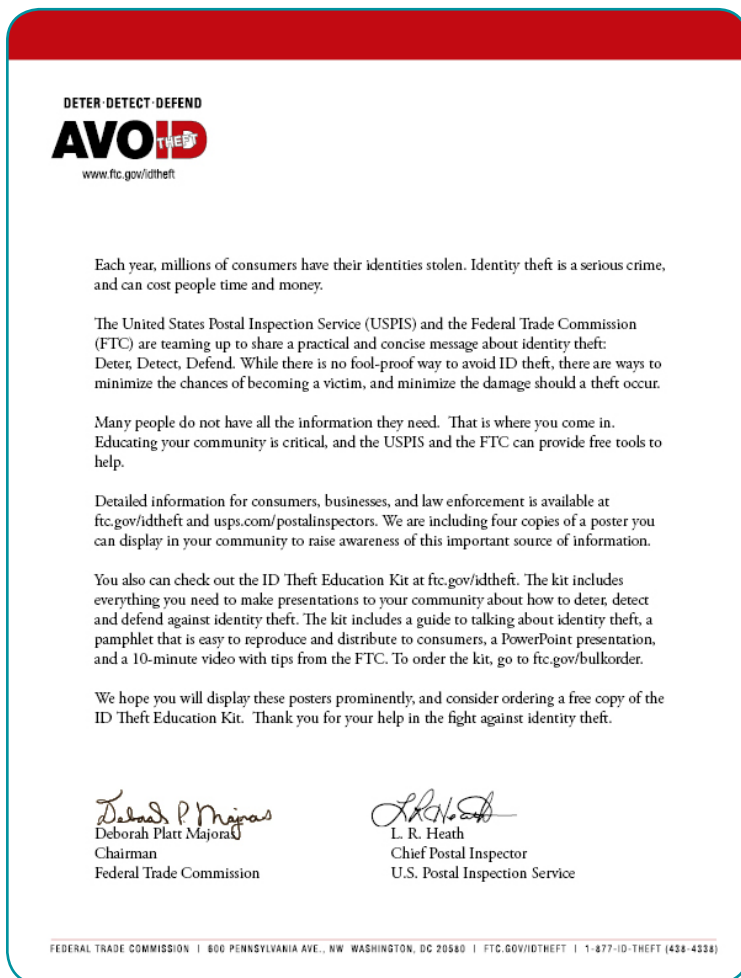 DETER·DETECT·DEFEND
AVOID
THEFT
www.ftc.gov/idtheft
Each year, millions of consumers have their identities stolen. Identity theft is a serious crime,
and can cost people time and money.
The United States Postal Inspection Service (USPIS) and the Federal Trade Commission
(FTC) are teaming up to share a practical and concise message about identity theft:
Deter, Detect, Defend. While there is no fool-proof way to avoid ID theft, there are ways to
minimize the chances of becoming a victim, and minimize the damage should a theft occur.
Many people do not have all the information they need.  That is where you come in.
Educating your community is critical, and the USPIS and the FTC can provide free tools to
help.
Detailed information for consumers, businesses, and law enforcement is available at
ftc.gov/idtheft and usps.com/postalinspectors. We are including four copies of a poster you
can display in your community to raise awareness of this important source of information.
You also can check out the ID Theft Education Kit at ftc.gov/idtheft. The kit includes
everything you need to make presentations to your community about how to deter, detect
and defend against identity theft. The kit includes a guide to talking about identity theft, a
pamphlet that is easy to reproduce and distribute to consumers, a PowerPoint presentation,
and a 10-minute video with tips from the FTC. To order the kit, go to ftc.gov/bulkorder.
We hope you will display these posters prominently, and consider ordering a free copy of the
ID Theft Education Kit.  Thank you for your help in the fight against identity theft.
Deborah P. Majoras
LRHeath
Deborah Platt Majoras
L. R. Heath
Chairman
Chief Postal Inspector
Federal Trade Commission
U.S. Postal Inspection Service
FEDERAL TRADE COMMISSION | 600 PENNSYLVANIA AVE., NW WASHINGTON, DC 20580 | FTC.GOV/IDTHEFT | 1-877-ID-THEFT (438-4338)